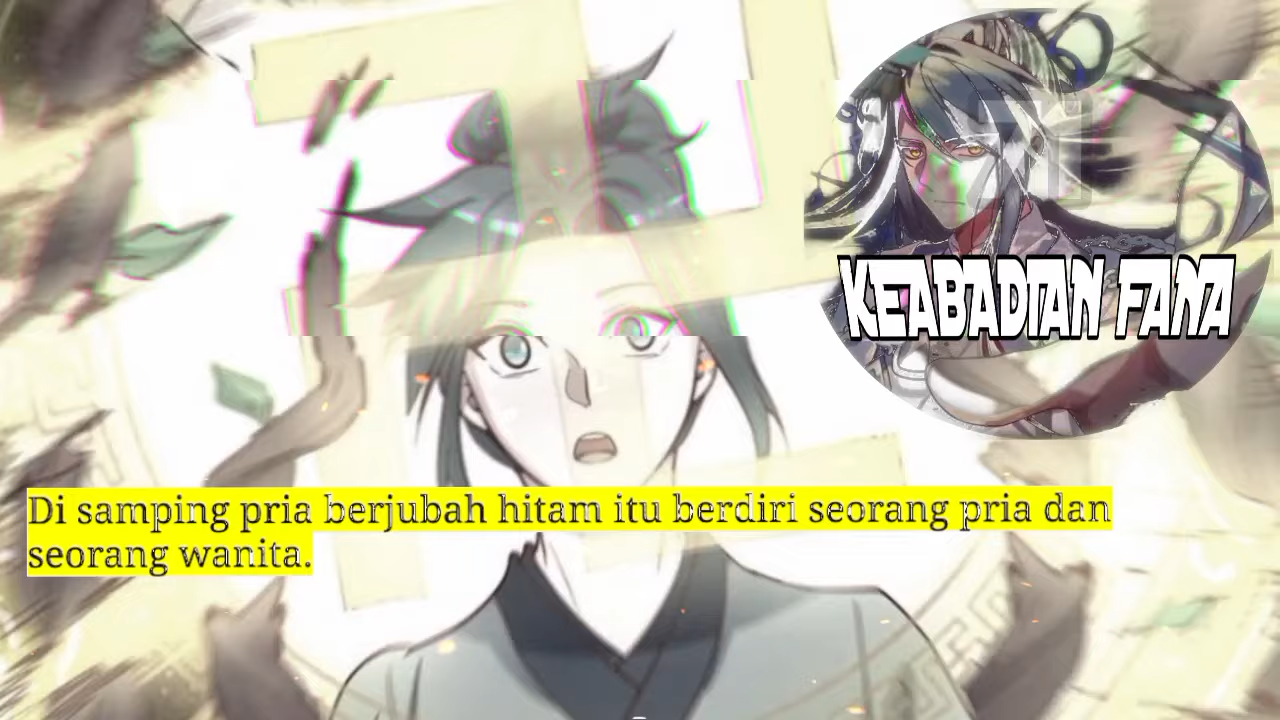 KEABADIAN FANA
Di samping pria berjubah hitam itu berdiri seorang pria dan
seorang wanita.